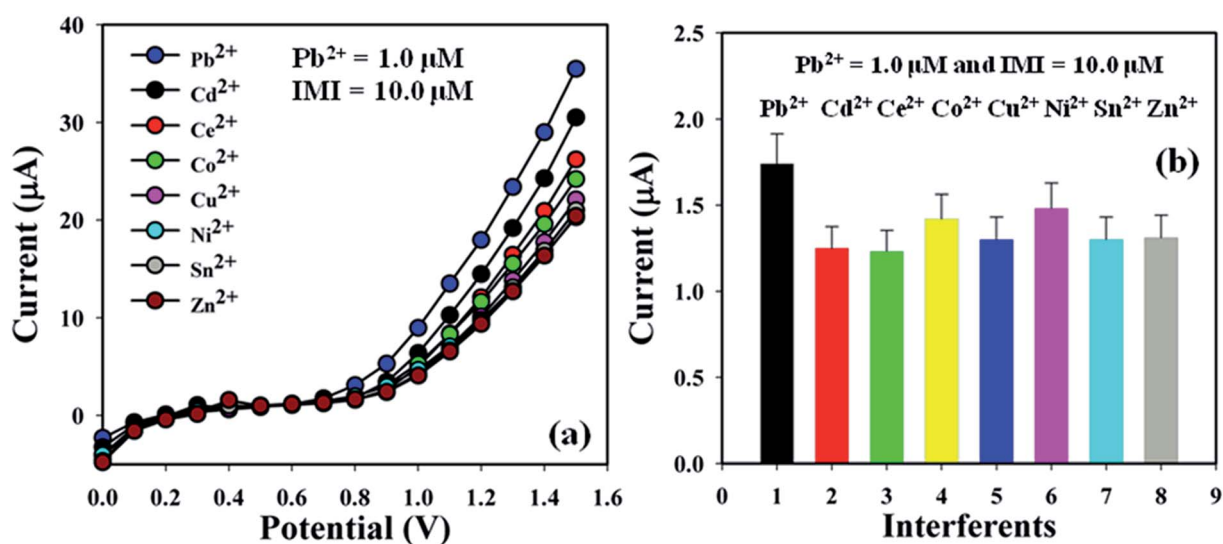 40
30
20
10
0
Current (µA)
Pb²⁺
Cd²⁺
Ce²⁺
Co²⁺
Cu²⁺
Ni²⁺
Sn²⁺
Zn²⁺
Pb²⁺ = 1.0 µM
IMI = 10.0 µM
(a)
0.0 0.2 0.4 0.6 0.8 1.0 1.2 1.4 1.6
Potential (V)
2.5
2.0
1.5
1.0
0.5
0.0
Current (µA)
Pb²⁺ = 1.0 µM and IMI = 10.0 µM
Pb²⁺ Cd²⁺ Ce²⁺ Co²⁺ Cu²⁺ Ni²⁺ Sn²⁺ Zn²⁺
(b)
0 1 2 3 4 5 6 7 8 9
Interferents